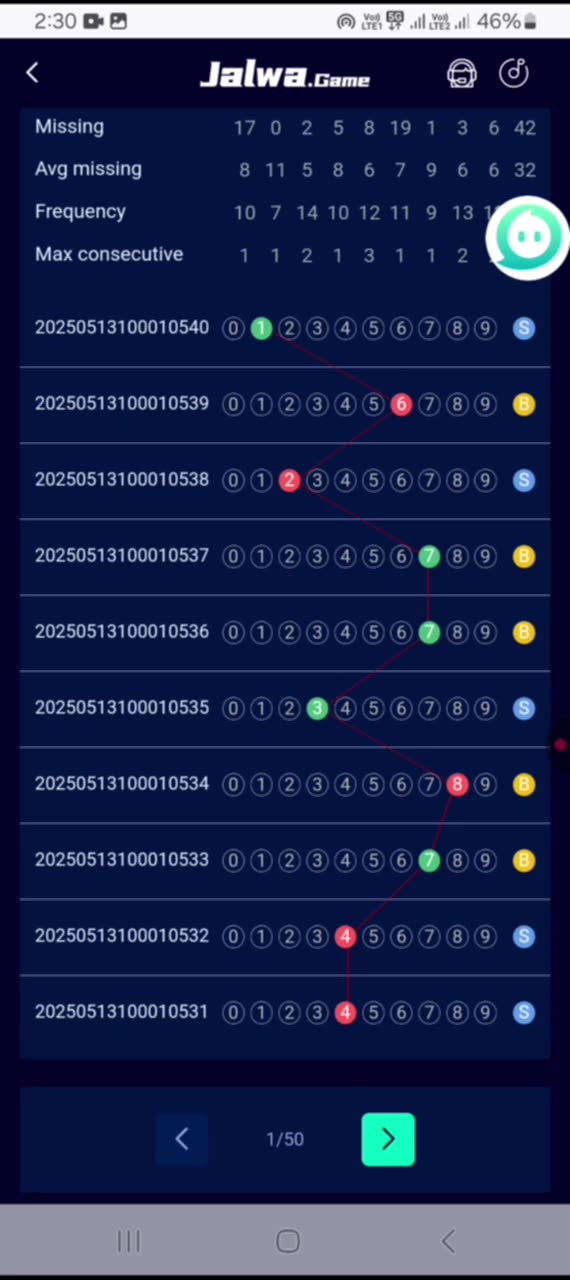 2:30 Vo) LTE1 5G Vo) LTE2 46%
Jalwa.Game
Missing 17 0 2 5 8 19 1 3 6 42
Avg missing 8 11 5 8 6 7 9 6 6 32
Frequency 10 7 14 10 12 11 9 13
Max consecutive 1 1 2 1 3 1 1 2
20250513100010540 0 1 2 3 4 5 6 7 8 9 S
20250513100010539 0 1 2 3 4 5 6 7 8 9 B
20250513100010538 0 1 2 3 4 5 6 7 8 9 S
20250513100010537 0 1 2 3 4 5 6 7 8 9 B
20250513100010536 0 1 2 3 4 5 6 7 8 9 B
20250513100010535 0 1 2 3 4 5 6 7 8 9 S
20250513100010534 0 1 2 3 4 5 6 7 8 9 B
20250513100010533 0 1 2 3 4 5 6 7 8 9 B
20250513100010532 0 1 2 3 4 5 6 7 8 9 S
20250513100010531 0 1 2 3 4 5 6 7 8 9 S
1/50